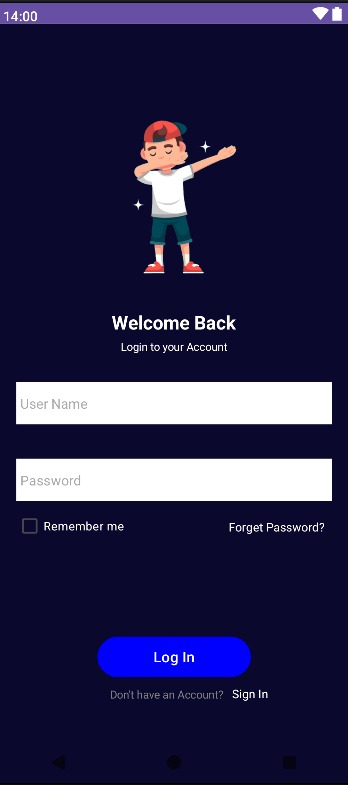 14:00
Welcome Back
Login to your Account
User Name
Password
Remember me
Forget Password?
Log In
Don't have an Account? Sign In